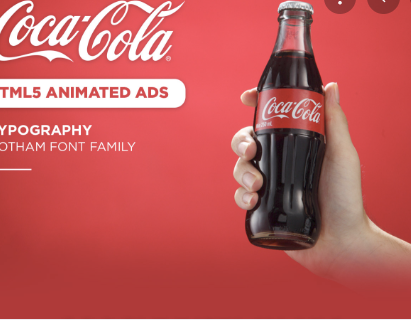 Coca-Cola
TML5 ANIMATED ADS
YPOGRAPHY
OTHAM FONT FAMILY
Coca-Cola